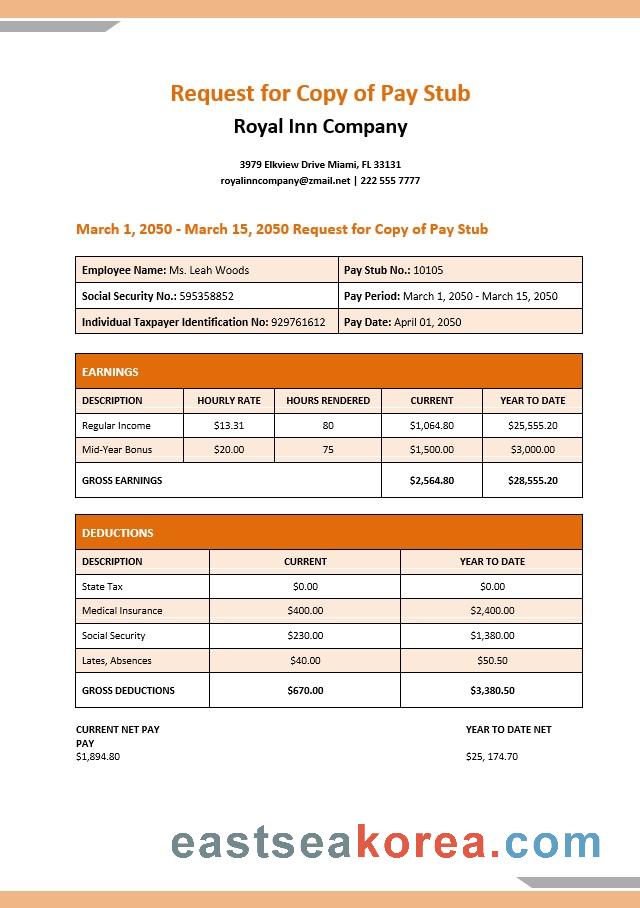 Request for Copy of Pay Stub
Royal Inn Company
3979 Elkview Drive Miami, FL 33131
royalinncompany@zmail.net | 222 555 7777
March 1, 2050 - March 15, 2050 Request for Copy of Pay Stub
Employee Name: Ms. Leah Woods Pay Stub No.: 10105
Social Security No.: 595358852 Pay Period: March 1, 2050 - March 15, 2050
Individual Taxpayer Identification No: 929761612 Pay Date: April 01, 2050
EARNINGS
DESCRIPTION HOURLY RATE HOURS RENDERED CURRENT YEAR TO DATE
Regular Income $13.31 80 $1,064.80 $25,555.20
Mid-Year Bonus $20.00 75 $1,500.00 $3,000.00
GROSS EARNINGS $2,564.80 $28,555.20
DEDUCTIONS
DESCRIPTION CURRENT YEAR TO DATE
State Tax $0.00 $0.00
Medical Insurance $400.00 $2,400.00
Social Security $230.00 $1,380.00
Lates, Absences $40.00 $50.50
GROSS DEDUCTIONS $670.00 $3,380.50
CURRENT NET PAY YEAR TO DATE NET
PAY
$1,894.80 $25, 174.70
eastseakorea.com